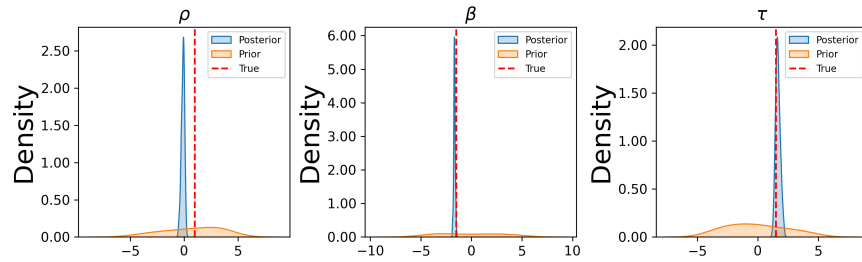 ρ
Density
2.50
2.00
1.50
1.00
0.50
0.00
−5
0
5
Posterior
Prior
True
β
Density
6.00
5.00
4.00
3.00
2.00
1.00
0.00
−10
−5
0
5
10
Posterior
Prior
True
τ
Density
2.00
1.50
1.00
0.50
0.00
−5
0
5
Posterior
Prior
True